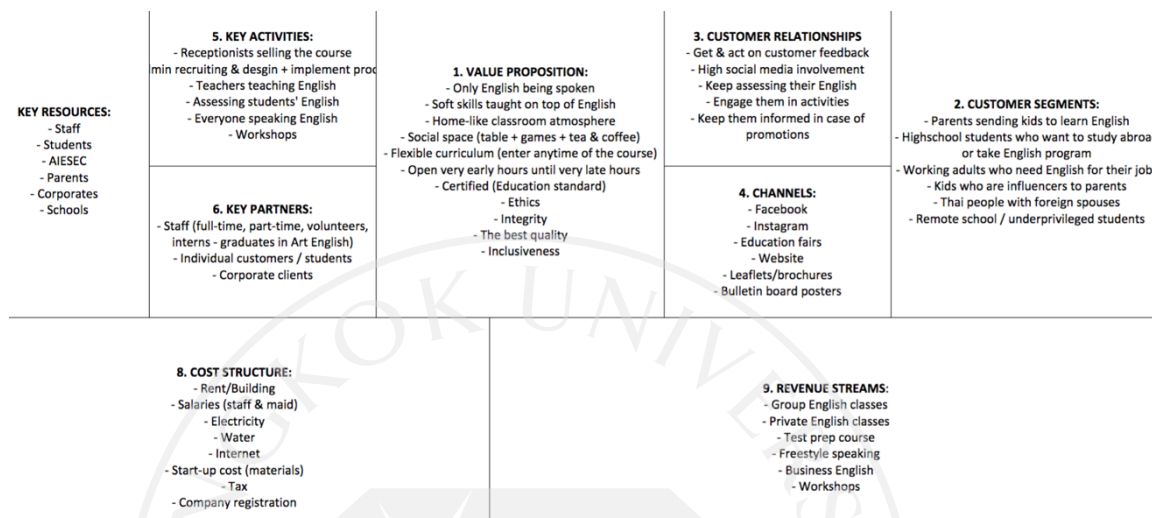 KEY RESOURCES:
- Staff
- Students
- AIESEC
- Parents
- Corporates
- Schools
5. KEY ACTIVITIES:
- Receptionists selling the course
min recruiting & desgin + implement prod
- Teachers teaching English
- Assessing students' English
- Everyone speaking English
- Workshops
6. KEY PARTNERS:
- Staff (full-time, part-time, volunteers,
interns - graduates in Art English)
- Individual customers / students
- Corporate clients
1. VALUE PROPOSITION:
- Only English being spoken
- Soft skills taught on top of English
- Home-like classroom atmosphere
- Social space (table + games + tea & coffee)
- Flexible curriculum (enter anytime of the course)
- Open very early hours until very late hours
- Certified (Education standard)
- Ethics
- Integrity
- The best quality
- Inclusiveness
3. CUSTOMER RELATIONSHIPS
- Get & act on customer feedback
- High social media involvement
- Keep assessing their English
- Engage them in activities
- Keep them informed in case of
promotions
4. CHANNELS:
- Facebook
- Instagram
- Education fairs
- Website
- Leaflets/brochures
- Bulletin board posters
2. CUSTOMER SEGMENTS:
- Parents sending kids to learn English
- Highschool students who want to study abroa
or take English program
- Working adults who need English for their job
- Kids who are influencers to parents
- Thai people with foreign spouses
- Remote school / underprivileged students
8. COST STRUCTURE:
- Rent/Building
- Salaries (staff & maid)
- Electricity
- Water
- Internet
- Start-up cost (materials)
- Tax
- Company registration
9. REVENUE STREAMS:
- Group English classes
- Private English classes
- Test prep course
- Freestyle speaking
- Business English
- Workshops
NGKOK UNIVERS